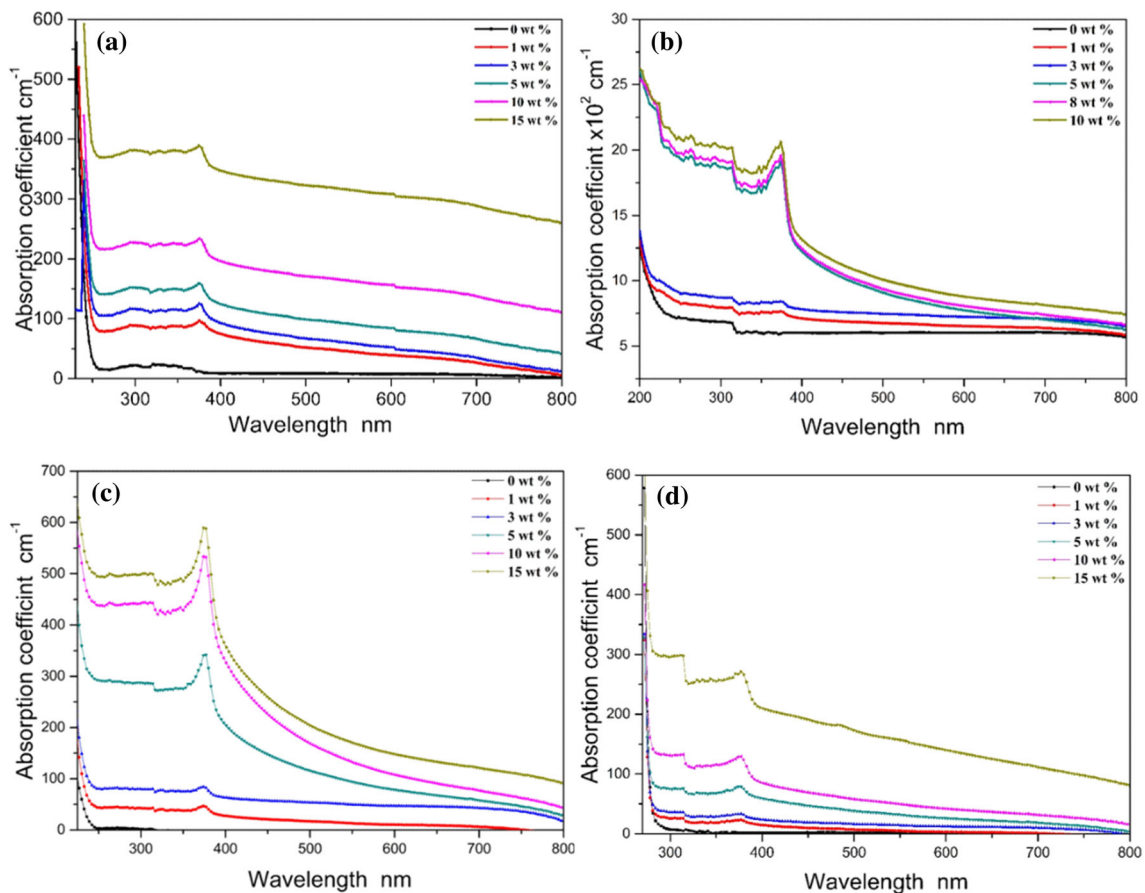 (a)
0 wt %
1 wt %
3 wt %
5 wt %
10 wt %
15 wt %
600
500
400
300
200
100
0
Absorption coefficient cm-1
300 400 500 600 700 800
Wavelength nm
(b)
0 wt %
1 wt %
3 wt %
5 wt %
8 wt %
10 wt %
30
25
20
15
10
5
Absorption coefficint x10² cm-1
200 300 400 500 600 700 800
Wavelength nm
(c)
0 wt %
1 wt %
3 wt %
5 wt %
10 wt %
15 wt %
700
600
500
400
300
200
100
0
Absorption coefficint cm-1
300 400 500 600 700 800
Wavelength nm
(d)
0 wt %
1 wt %
3 wt %
5 wt %
10 wt %
15 wt %
600
500
400
300
200
100
0
Absorption coefficint cm-1
300 400 500 600 700 800
Wavelength nm